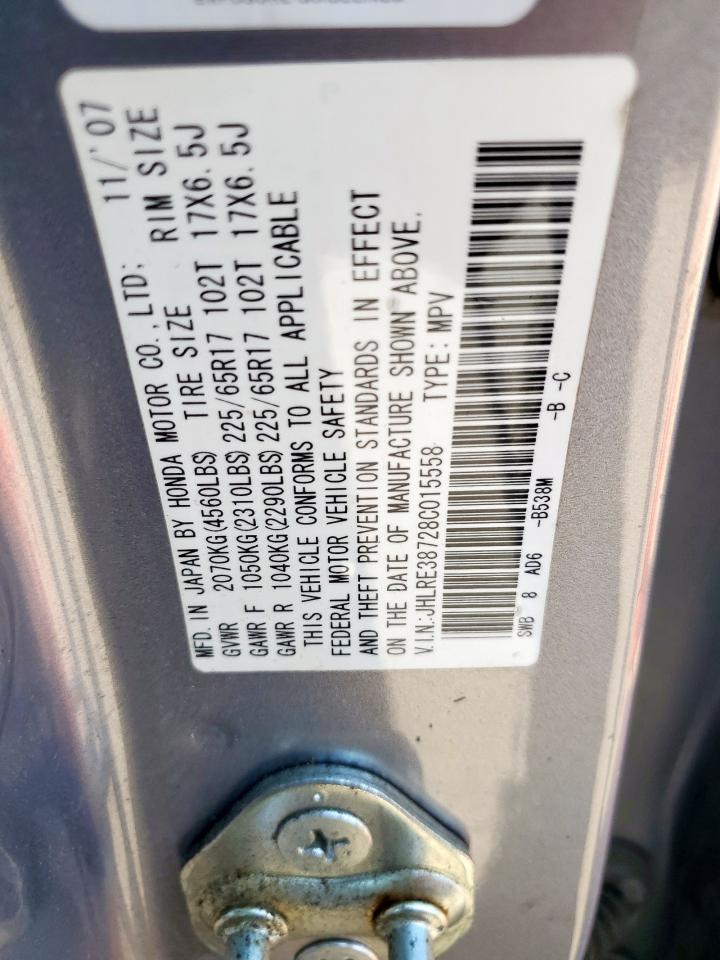 MFD. IN JAPAN BY HONDA MOTOR CO., LTD: 11/'07
GVWR 2070KG(4560LBS) TIRE SIZE RIM SIZE
GAWR F 1050KG(2310LBS) 225/65R17 102T 17X6.5J
GAWR R 1040KG(2290LBS) 225/65R17 102T 17X6.5J
THIS VEHICLE CONFORMS TO ALL APPLICABLE
FEDERAL MOTOR VEHICLE SAFETY
AND THEFT PREVENTION STANDARDS IN EFFECT
ON THE DATE OF MANUFACTURE SHOWN ABOVE.
V.I.N:JHLRE38728C015558 TYPE: MPV
SWB 8 AD6 -B538M -B -C